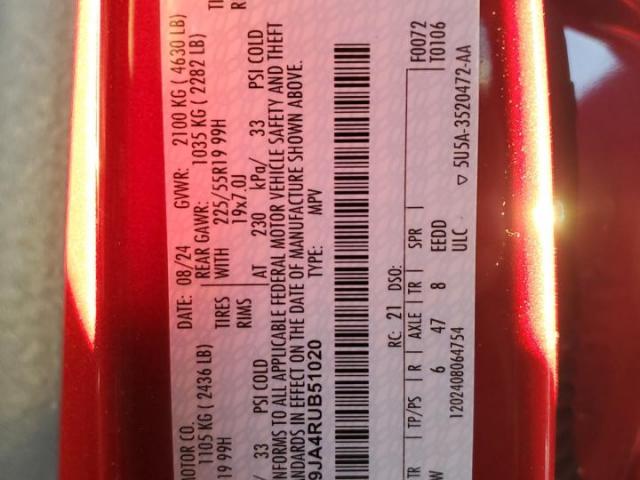 MOTOR CO. DATE: 08/24 GVWR: 2100 KG ( 4630 LB)
1105 KG ( 2436 LB) REAR GAWR: 1035 KG ( 2282 LB)
19 99H TIRES WITH 225/55R19 99H
RIMS 19x7.0J
/ 33 PSI COLD AT 230 kPa/ 33 PSI COLD
NFORMS TO ALL APPLICABLE FEDERAL MOTOR VEHICLE SAFETY AND THEFT
ANDARDS IN EFFECT ON THE DATE OF MANUFACTURE SHOWN ABOVE.
9JA4RUB51020 TYPE: MPV
RC: 21 DSO:
F0072
TR TP/PS R AXLE TR SPR T0106
W 6 47 8 EEDD
1202408064754 ULC
▽ 5U5A-3520472-AA